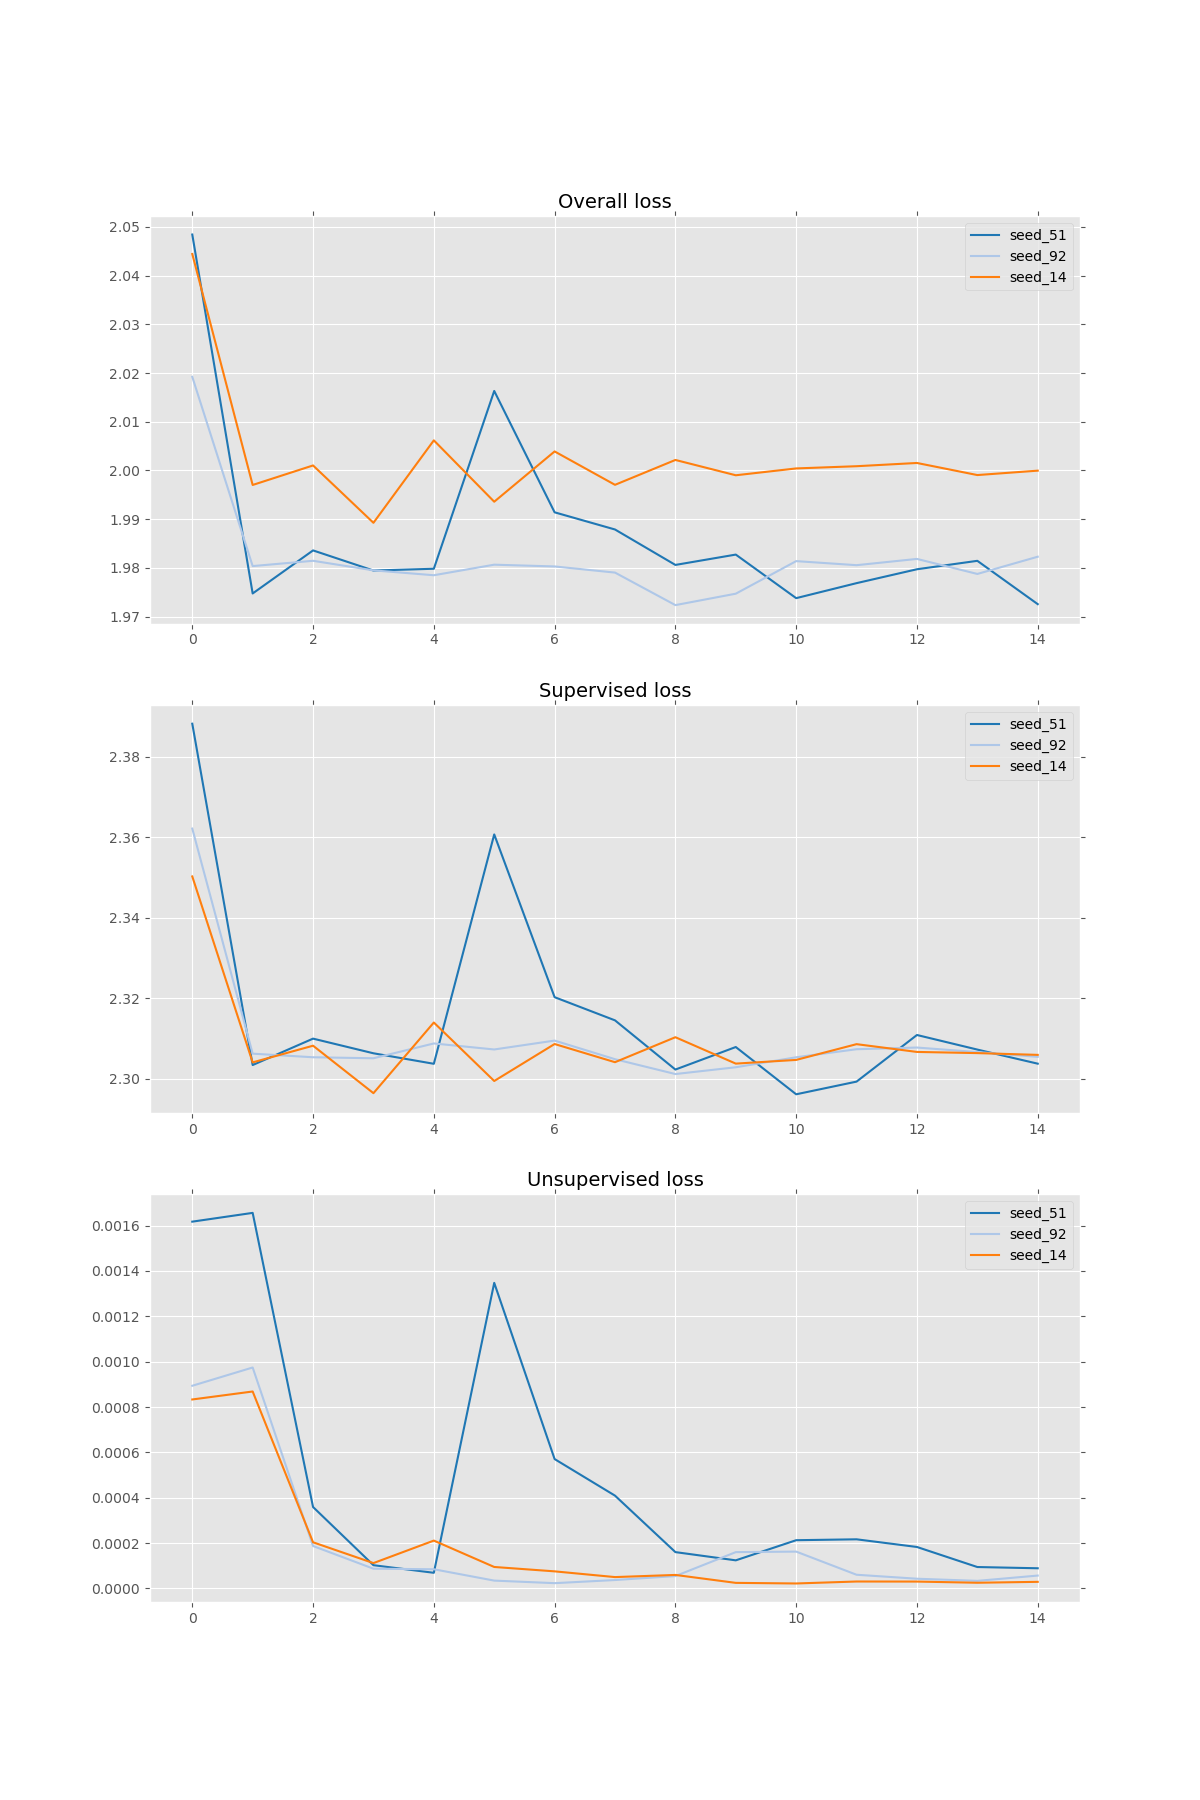 Overall loss
2.05
2.04
2.03
2.02
2.01
2.00
1.99
1.98
1.97
seed_51
seed_92
seed_14
0 2 4 6 8 10 12 14
Supervised loss
2.38
2.36
2.34
2.32
2.30
seed_51
seed_92
seed_14
0 2 4 6 8 10 12 14
Unsupervised loss
0.0016
0.0014
0.0012
0.0010
0.0008
0.0006
0.0004
0.0002
0.0000
seed_51
seed_92
seed_14
0 2 4 6 8 10 12 14